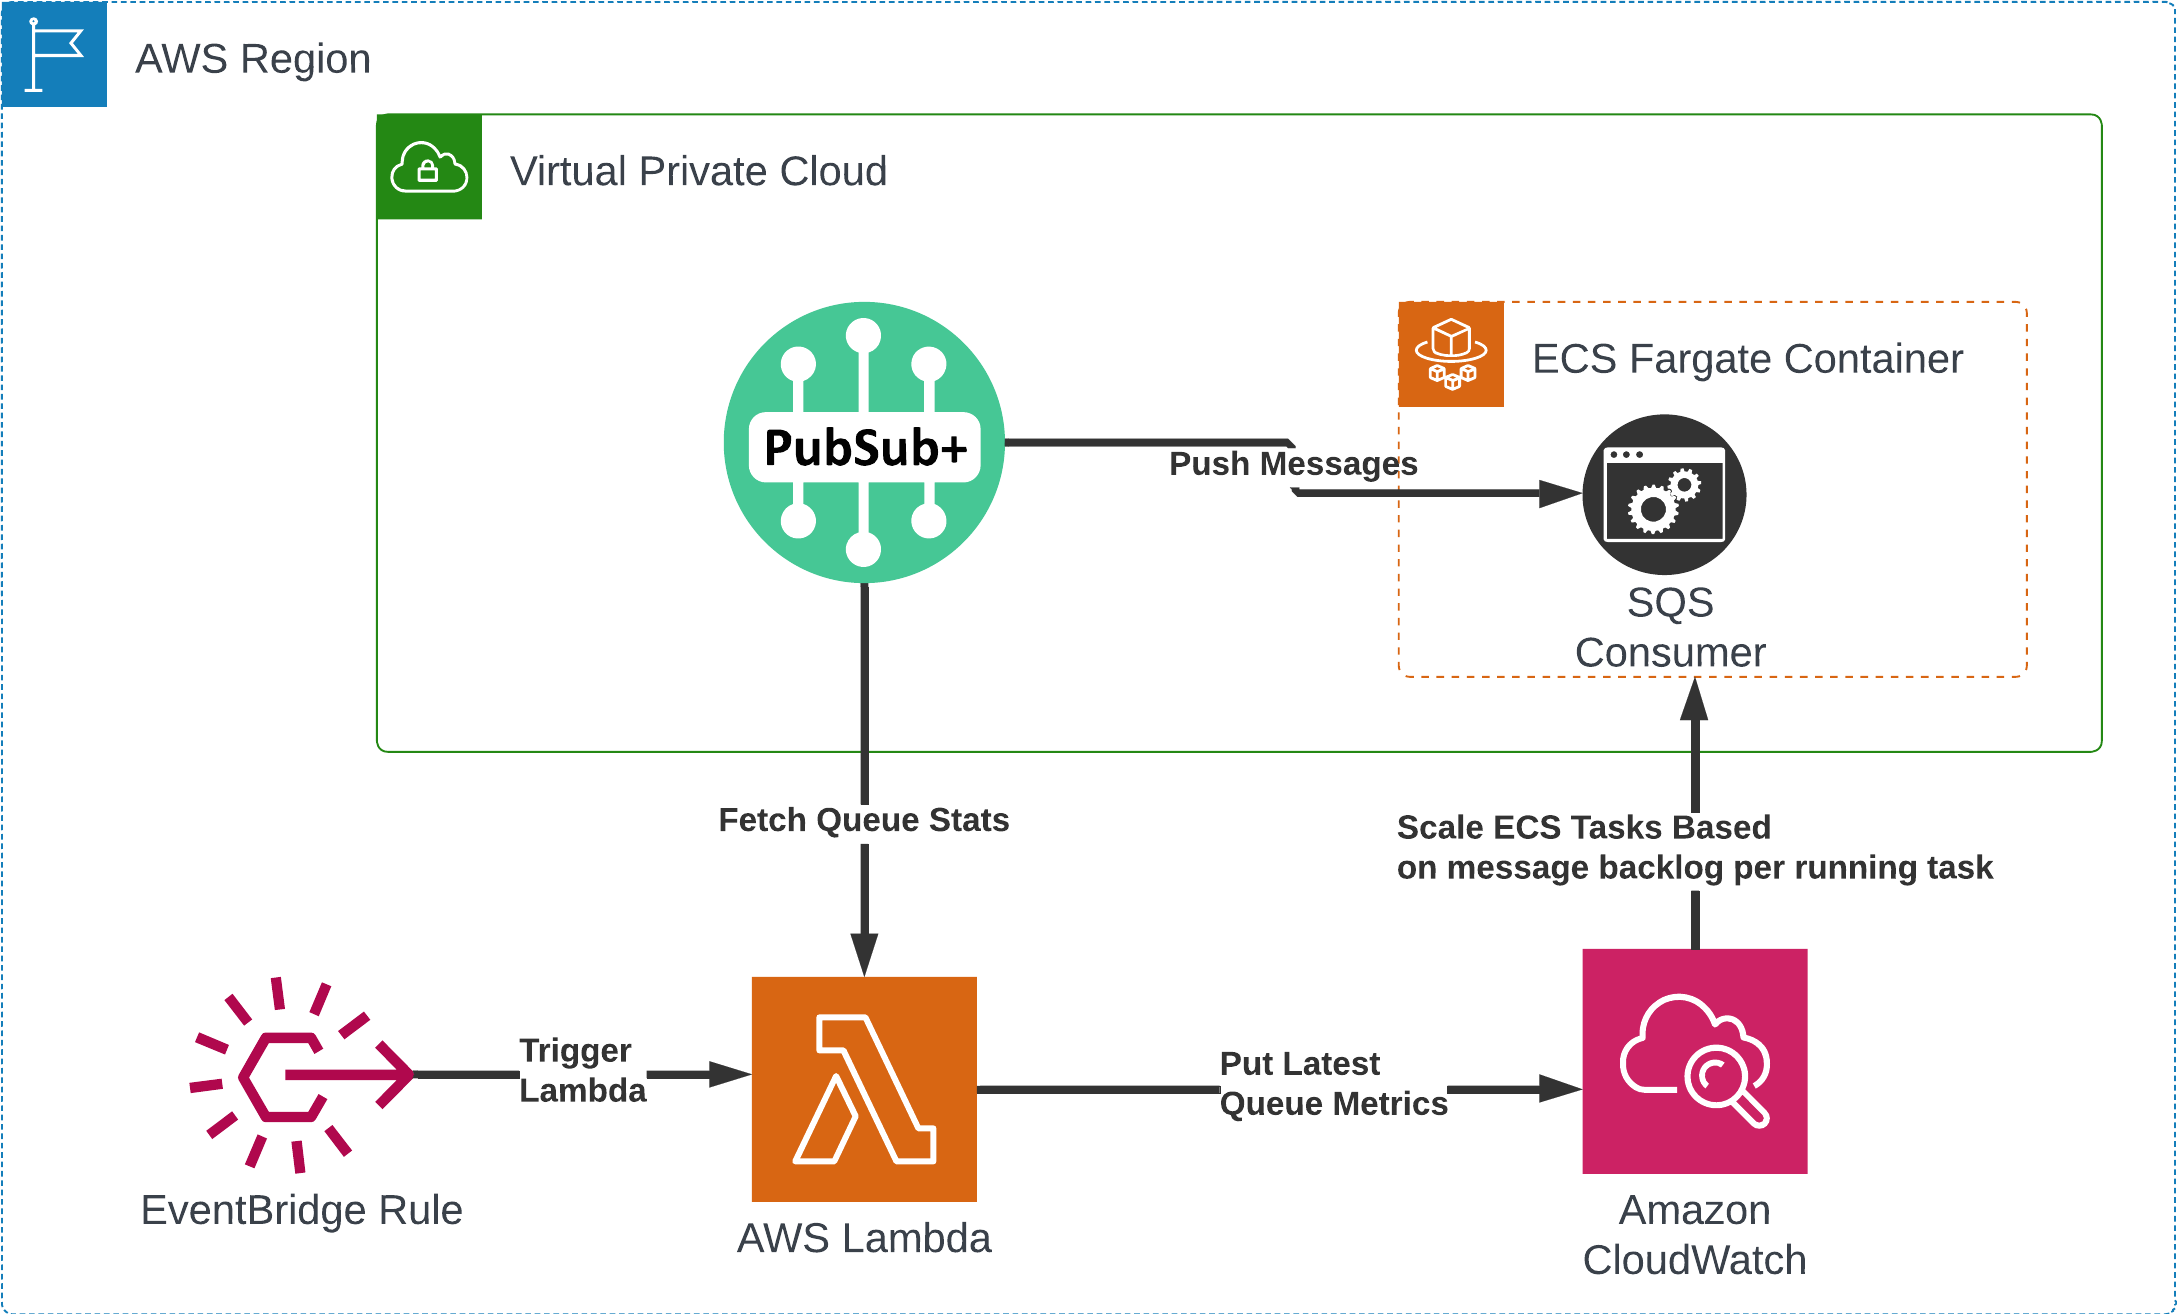 AWS Region
Virtual Private Cloud
PubSub+
Push Messages
ECS Fargate Container
SQS
Consumer
Fetch Queue Stats
Scale ECS Tasks Based
on message backlog per running task
Trigger
Lambda
Put Latest
Queue Metrics
EventBridge Rule
AWS Lambda
Amazon
CloudWatch